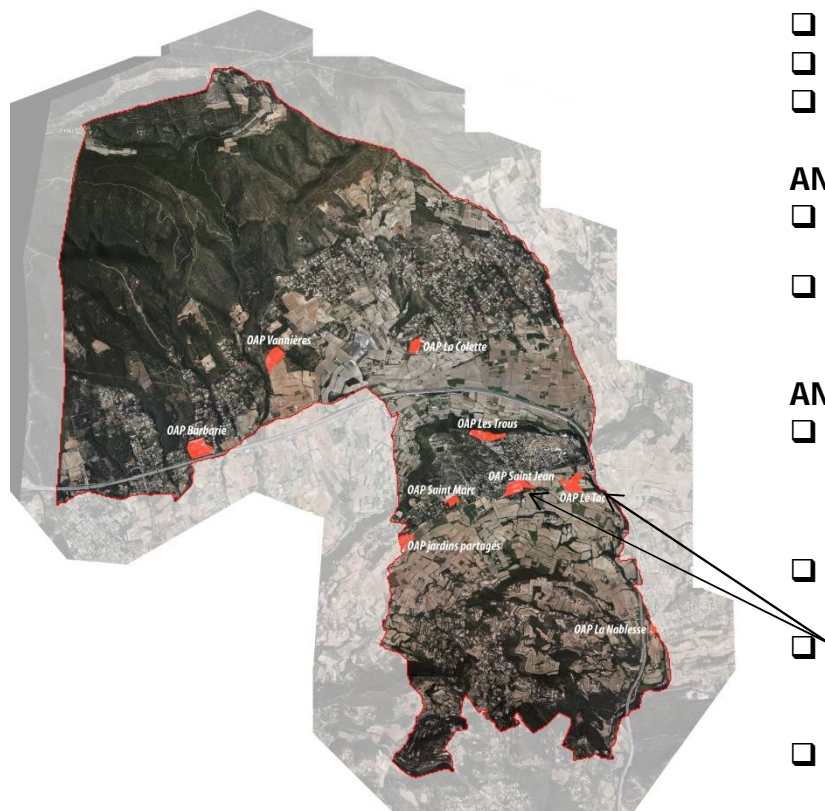 AN
AN
OAP Vannières
OAP La Colette
OAP Barbarie
OAP Les Trous
OAP Saint Jean
OAP Saint Marc
OAP Le Tor
OAP jardins partagés
OAP La Noblesse